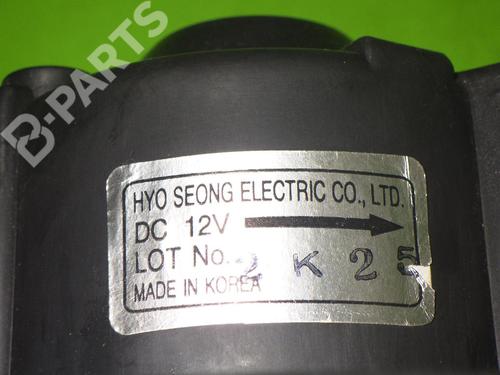 B-PARTS
HYO SEONG ELECTRIC CO., LTD.
DC 12V
LOT No. 2 K 2 5
MADE IN KOREA